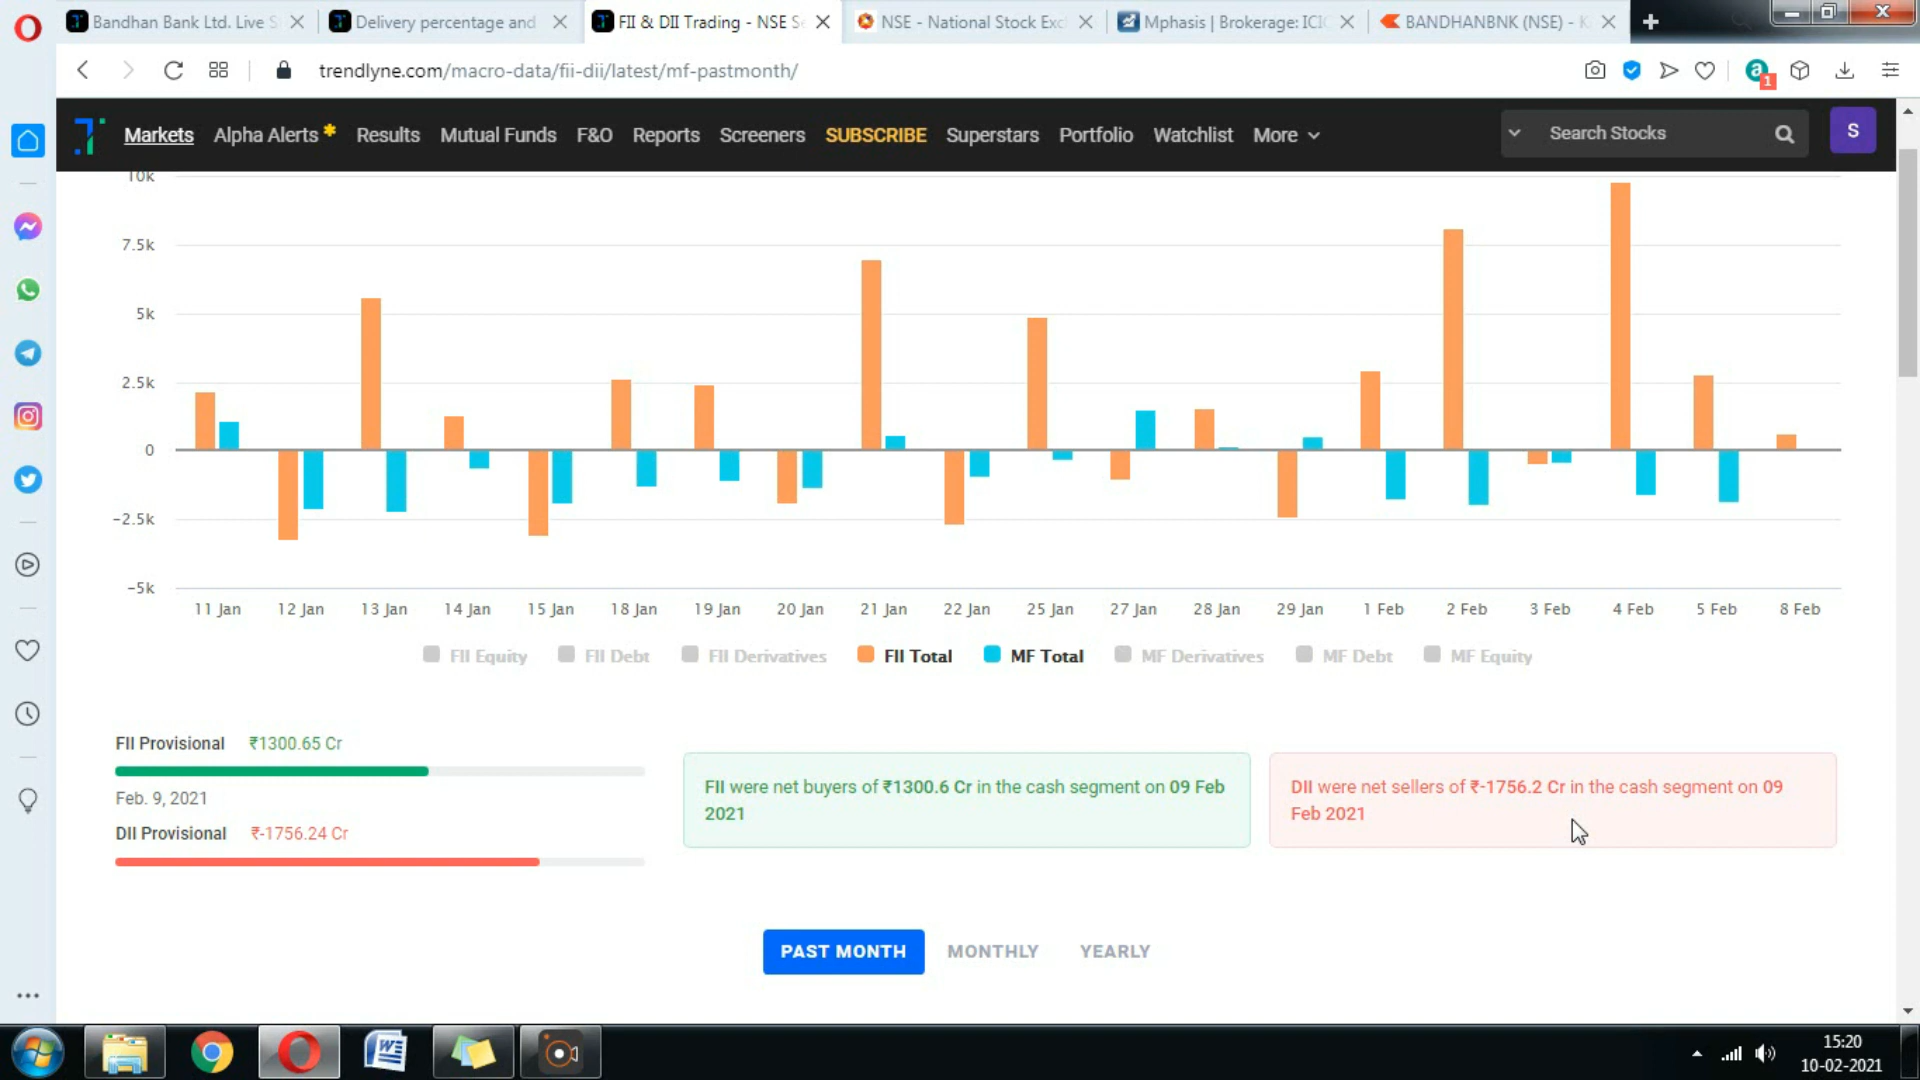 Bandhan Bank Ltd. Live S
Delivery percentage and
FII & DII Trading - NSE Se
NSE - National Stock Exc
Mphasis | Brokerage: ICIC
BANDHANBNK (NSE) - K
trendlyne.com/macro-data/fii-dii/latest/mf-pastmonth/
a 1
Markets Alpha Alerts Results Mutual Funds F&O Reports Screeners SUBSCRIBE Superstars Portfolio Watchlist More Search Stocks S
10k
7.5k
5k
2.5k
0
−2.5k
−5k
11 Jan 12 Jan 13 Jan 14 Jan 15 Jan 18 Jan 19 Jan 20 Jan 21 Jan 22 Jan 25 Jan 27 Jan 28 Jan 29 Jan 1 Feb 2 Feb 3 Feb 4 Feb 5 Feb 8 Feb
FII Equity FII Debt FII Derivatives FII Total MF Total MF Derivatives MF Debt MF Equity
FII Provisional ₹1300.65 Cr
Feb. 9, 2021
DII Provisional ₹-1756.24 Cr
FII were net buyers of ₹1300.6 Cr in the cash segment on 09 Feb
2021
DII were net sellers of ₹-1756.2 Cr in the cash segment on 09
Feb 2021
PAST MONTH MONTHLY YEARLY
15:20
10-02-2021